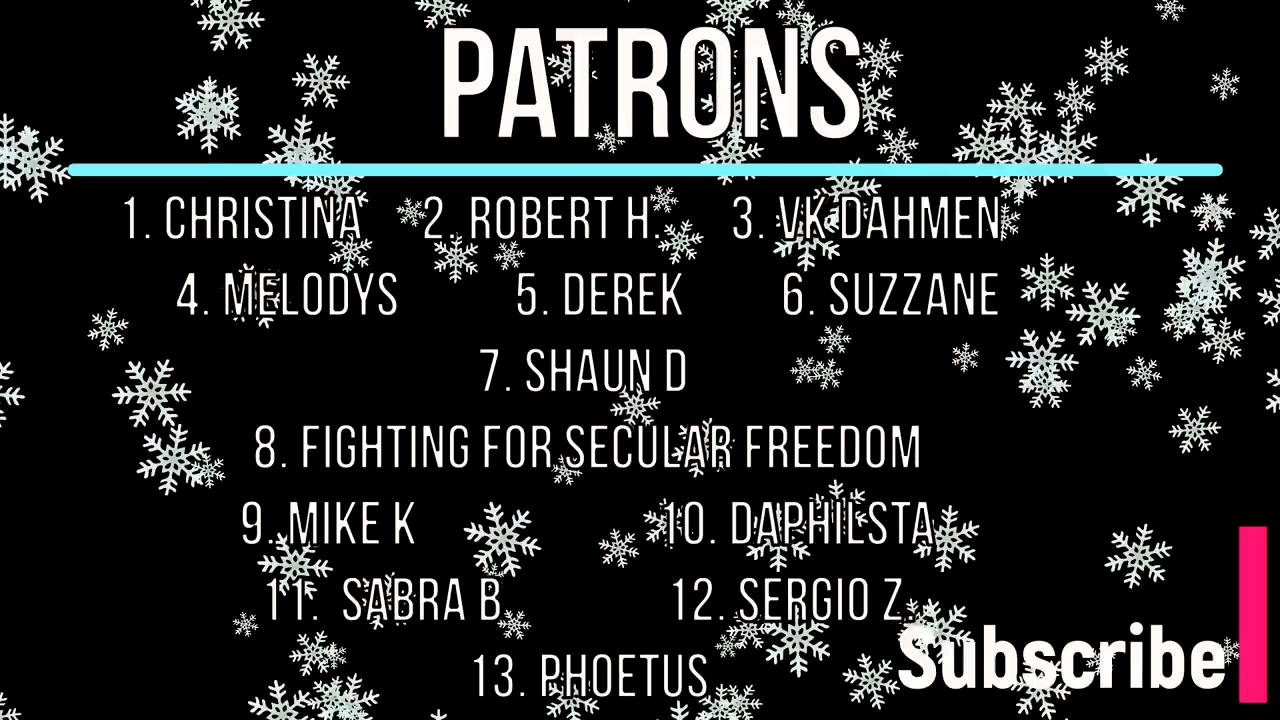 PATRONS
1. CHRISTINA 2. ROBERT H. 3. VK DAHMEN
4. MELODYS 5. DEREK 6. SUZZANE
7. SHAUN D
8. FIGHTING FOR SECULAR FREEDOM
9. MIKE K 10. DAPHILSTA
11. SABRA B 12. SERGIO Z.
13. PHOETUS
Subscribe